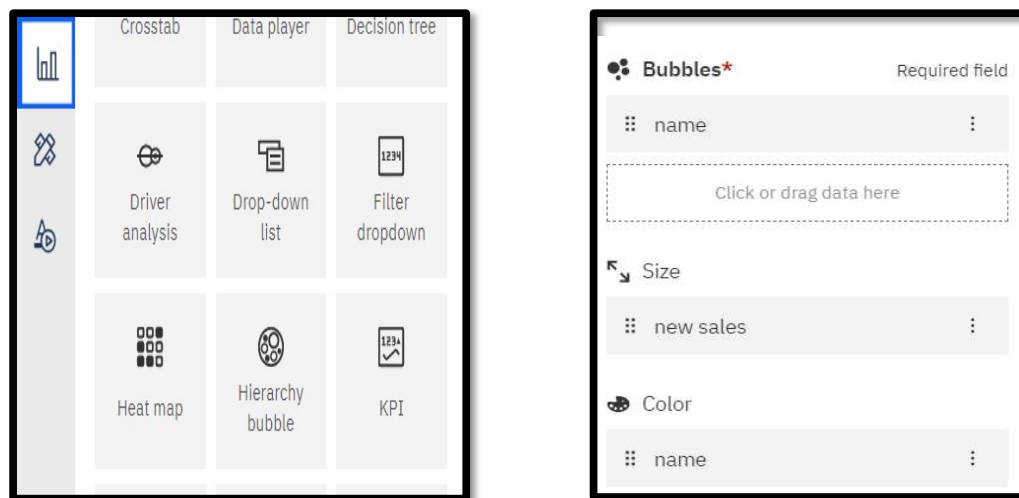 Crosstab
Data player
Decision tree
Driver
analysis
Drop-down
list
1234
Filter
dropdown
Heat map
Hierarchy
bubble
123▲
KPI
Bubbles* Required field
name
Click or drag data here
Size
new sales
Color
name